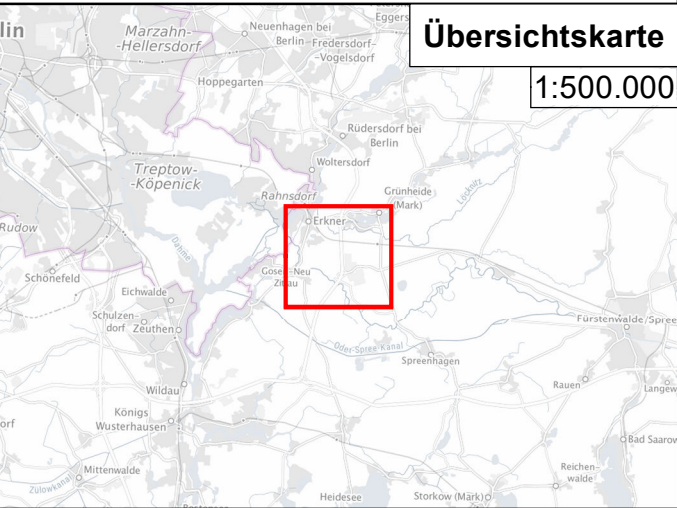 lin
Marzahn-
-Hellersdorf
Neuenhagen bei
Berlin
Fredersdorf-
-Vogelsdorf
Eggers
Übersichtskarte
1:500.000
Hoppegarten
Rüdersdorf bei
Berlin
Woltersdorf
Treptow-
-Köpenick
Rahnsdorf
Grünheide
(Mark)
Löcknitz
Erkner
Rudow
Dahme
Schönefeld
Gosen-Neu
Zittau
Eichwalde
Schulzen-
dorf
Zeuthen
Fürstenwalde/Spree
Oder-Spree Kanal
Spreenhagen
Wildau
Rauen
Langew
Königs
Wusterhausen
orf
Bad Saarow
Mittenwalde
Zülowkanal
Reichen-
walde
Heidesee
Storkow (Mark)